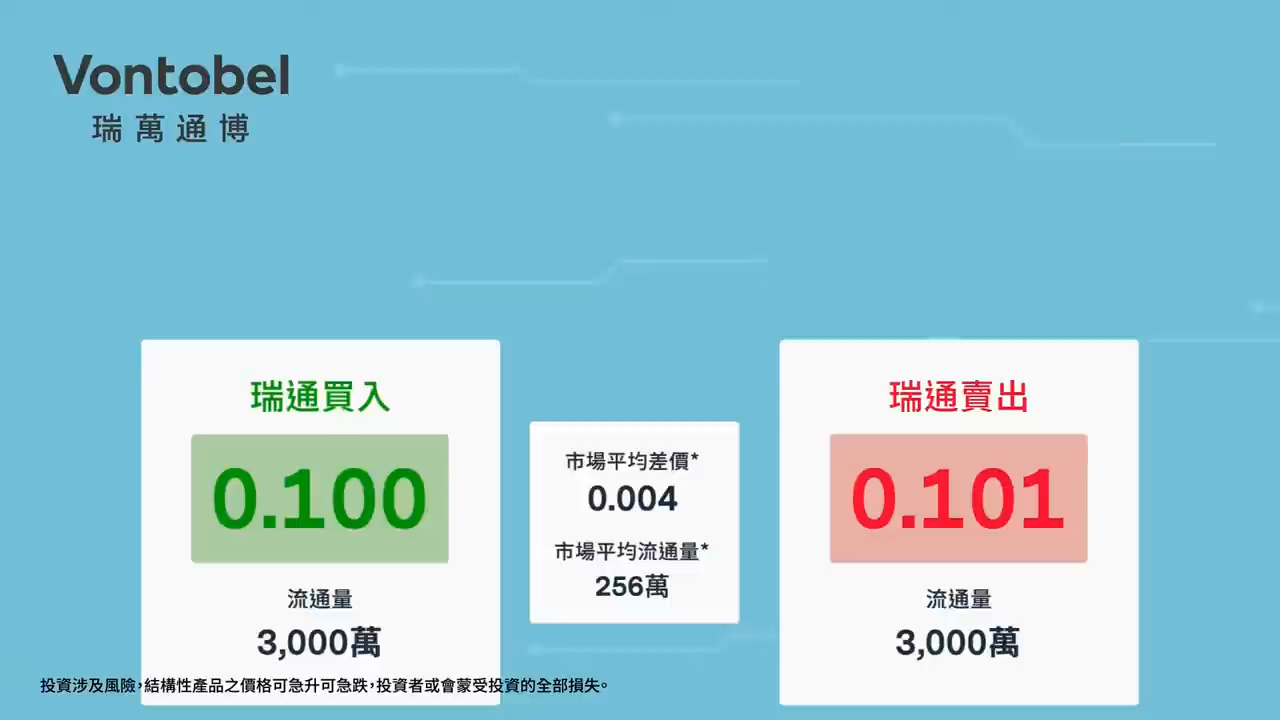 Vontobel
瑞萬通博
瑞通買入
0.100
流通量
3,000萬
市場平均差價*
0.004
市場平均流通量*
256萬
瑞通賣出
0.101
流通量
3,000萬
投資涉及風險，結構性產品之價格可急升可急跌，投資者或會蒙受投資的全部損失。